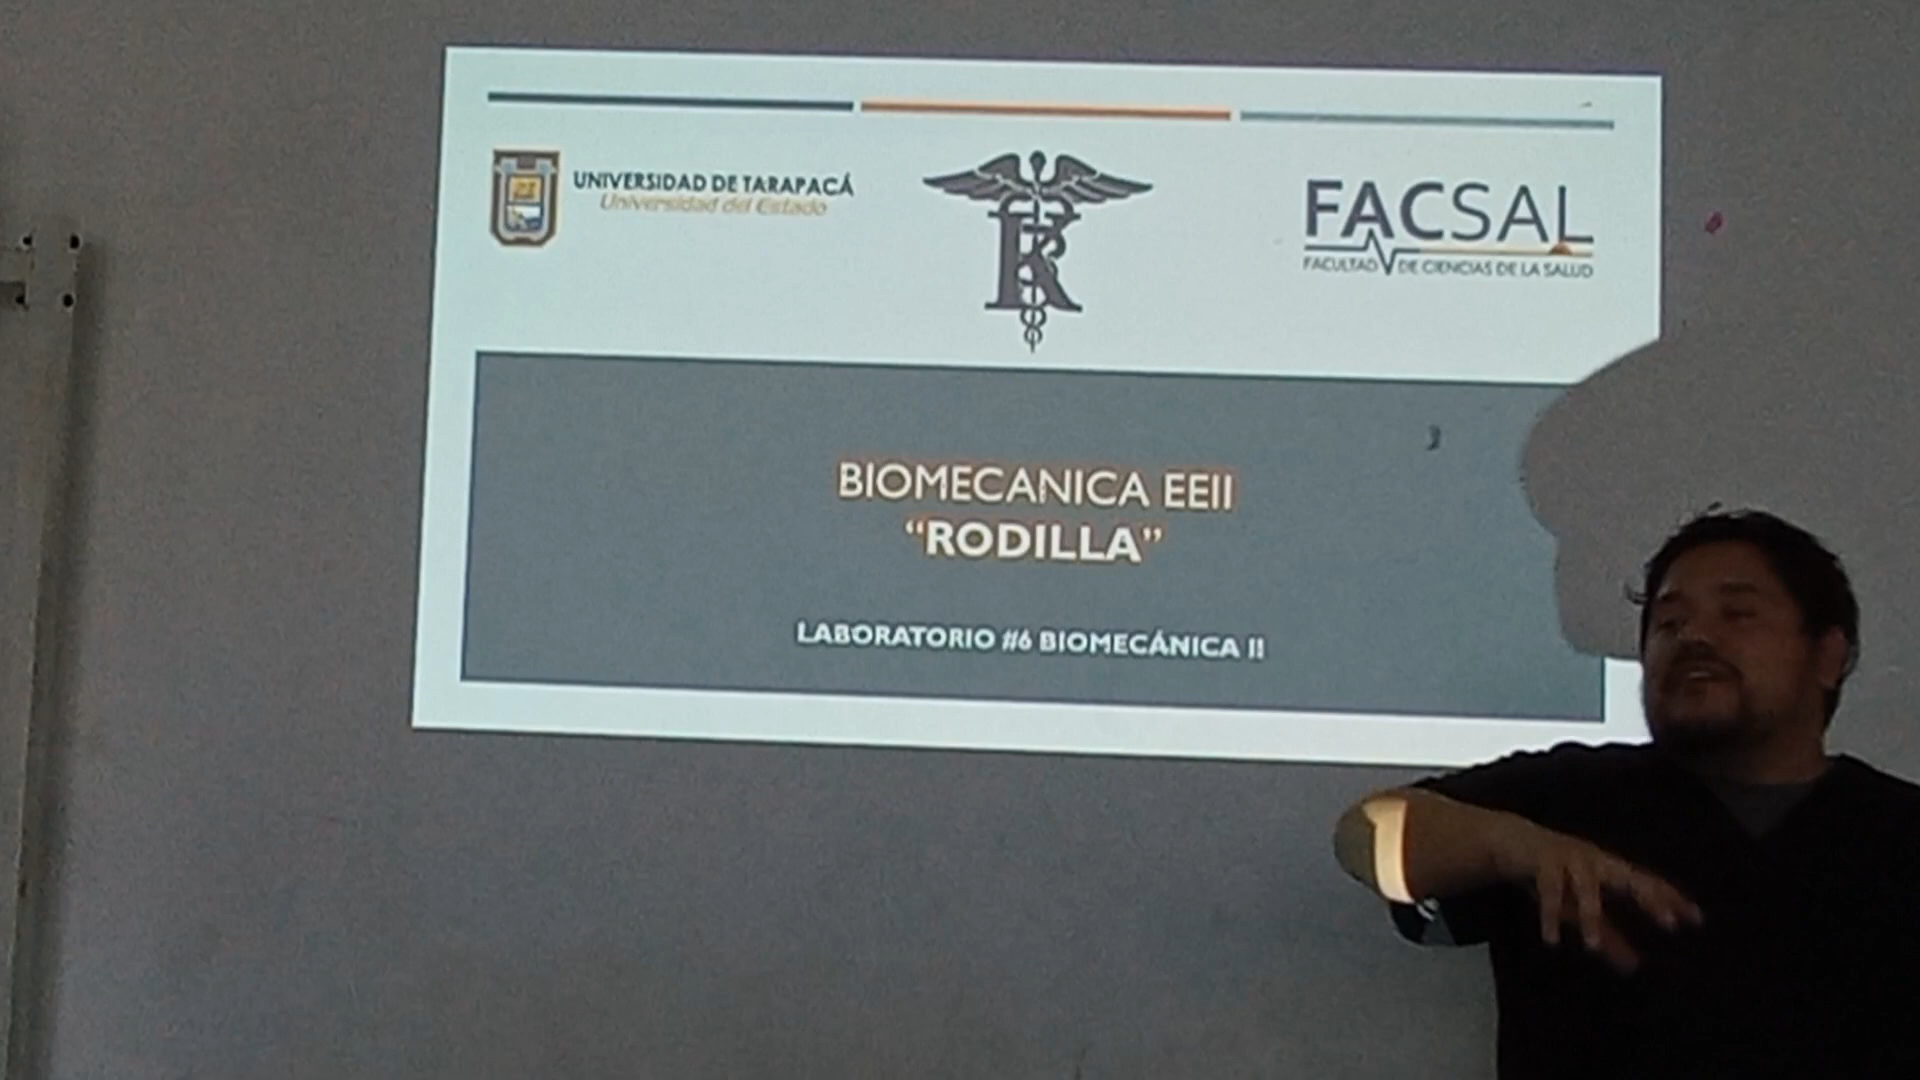 UNIVERSIDAD DE TARAPACÁ
Universidad del Estado
K
FACSAL
FACULTAD DE CIENCIAS DE LA SALUD
BIOMECANICA EEII
“RODILLA”
LABORATORIO #6 BIOMECÁNICA II